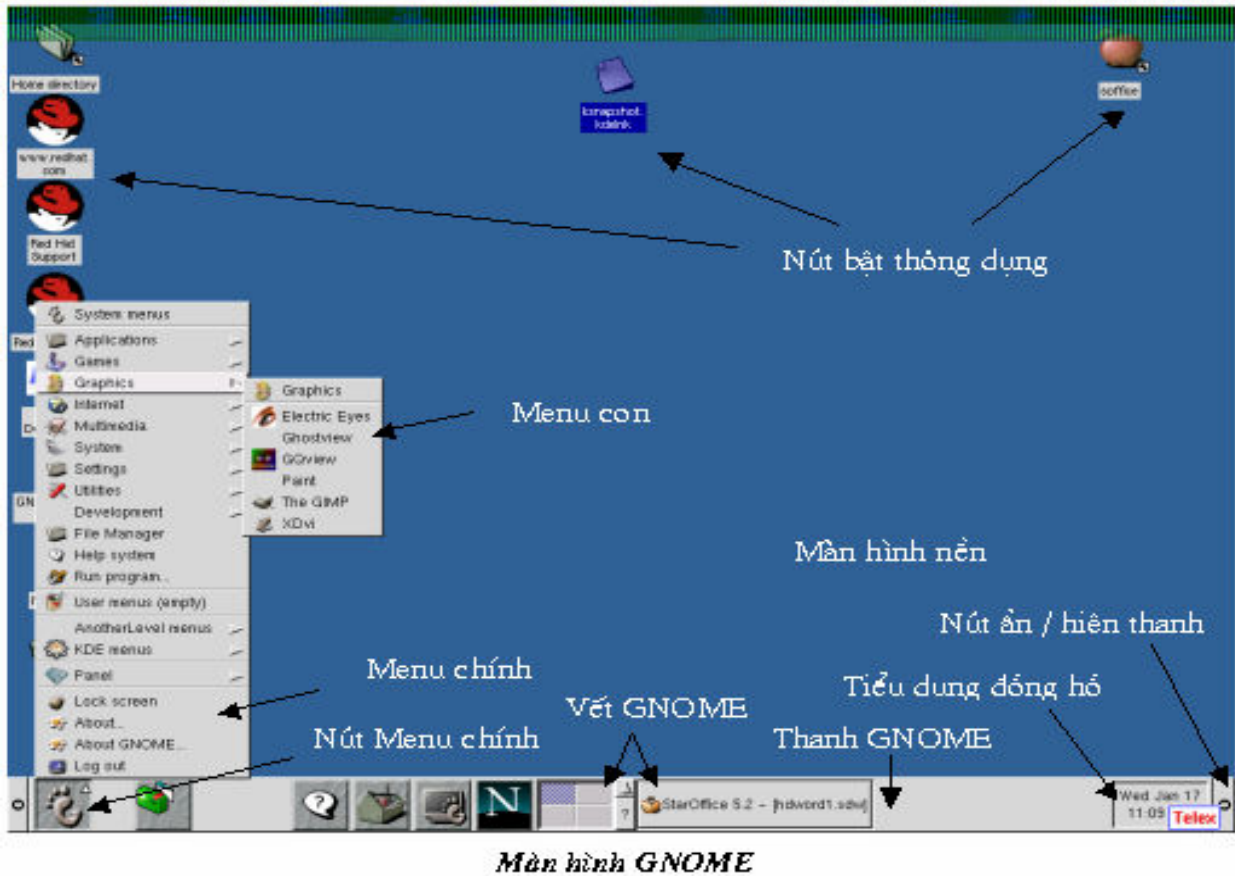 Home directory
www.redhat.
com
Red Hat
Support
ksnapshot.
kdelnk
soffice
Nút bật thông dụng
System menus
Applications
Games
Graphics
Internet
Multimedia
System
Settings
Utilities
Development
File Manager
Help system
Run program...
User menus (empty)
AnotherLevel menus
KDE menus
Panel
Lock screen
About...
About GNOME...
Log out
Graphics
Electric Eyes
Ghostview
GQview
Paint
The GIMP
XDvi
Menu con
Màn hình nền
Nút ẩn / hiện thanh
Menu chính
Vết GNOME
Tiểu dụng đồng hồ
Nút Menu chính
Thanh GNOME
N
?
StarOffice 5.2 - [hdword1.sdw]
Wed Jan 17
11:09
Telex
Màn hình GNOME